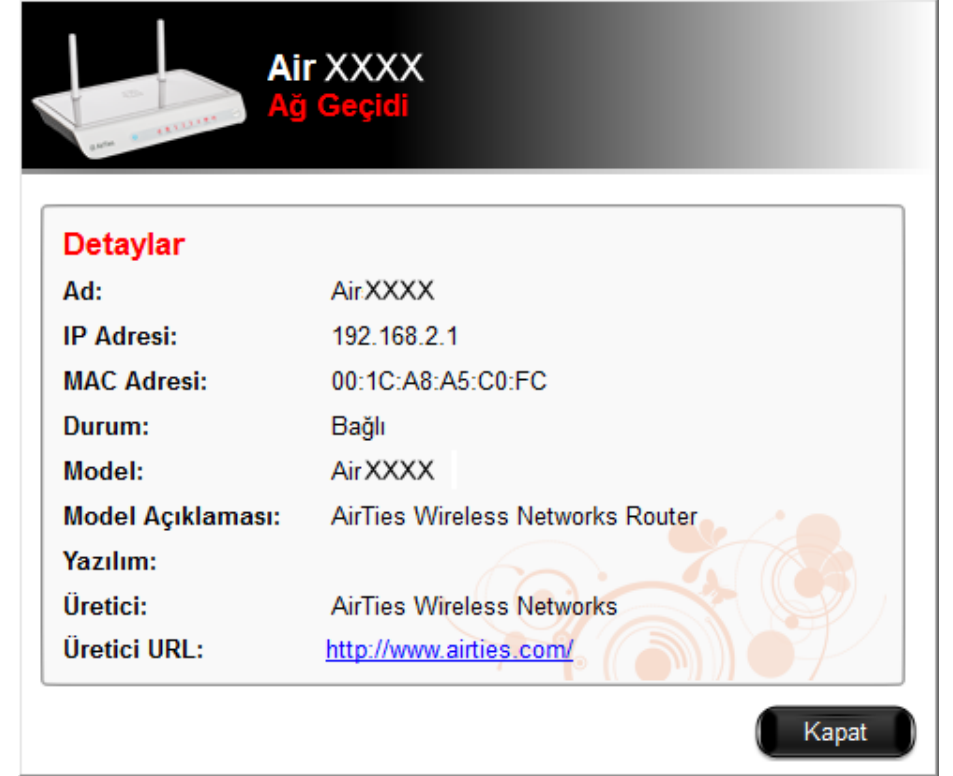 Air XXXX
Ağ Geçidi
AirTies
Detaylar
Ad: Air XXXX
IP Adresi: 192.168.2.1
MAC Adresi: 00:1C:A8:A5:C0:FC
Durum: Bağlı
Model: Air XXXX
Model Açıklaması: AirTies Wireless Networks Router
Yazılım:
Üretici: AirTies Wireless Networks
Üretici URL: http://www.airties.com/
Kapat